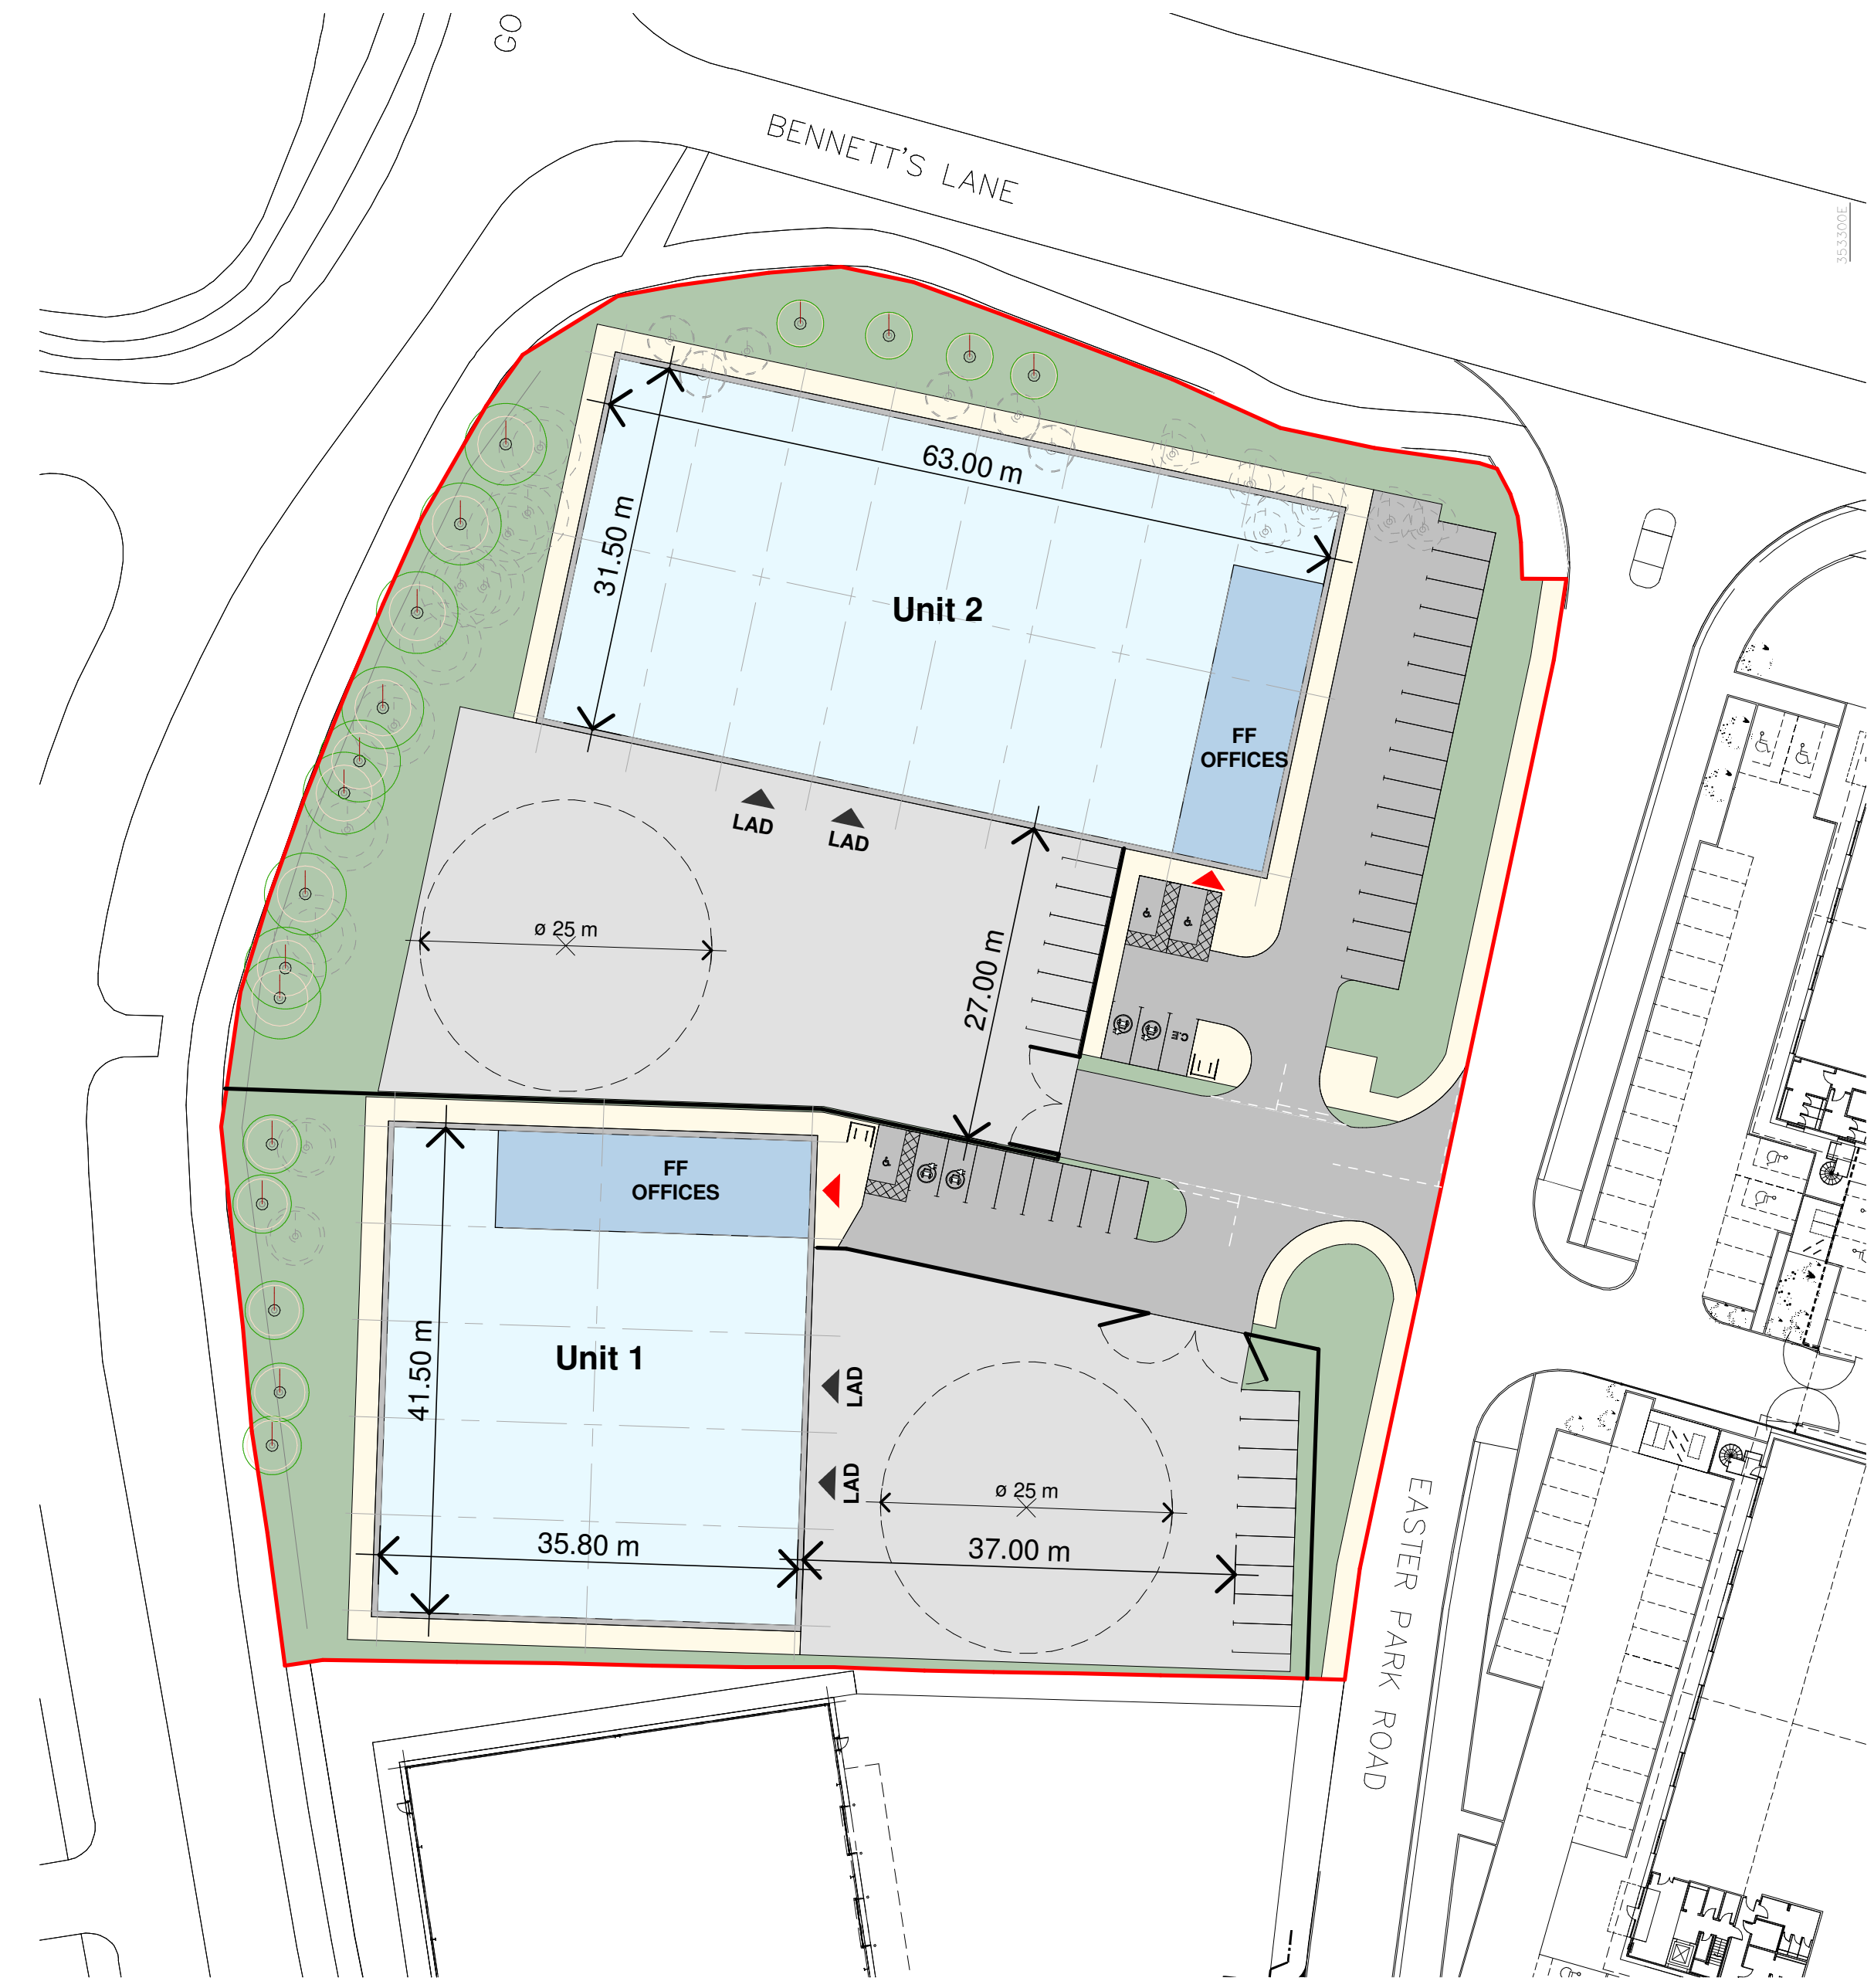 GO
BENNETT'S LANE
353300E
63.00 m
31.50 m
Unit 2
FF
OFFICES
LAD
LAD
ø 25 m
27.00 m
FF
OFFICES
Unit 1
41.50 m
LAD
LAD
ø 25 m
35.80 m
37.00 m
EASTER PARK ROAD